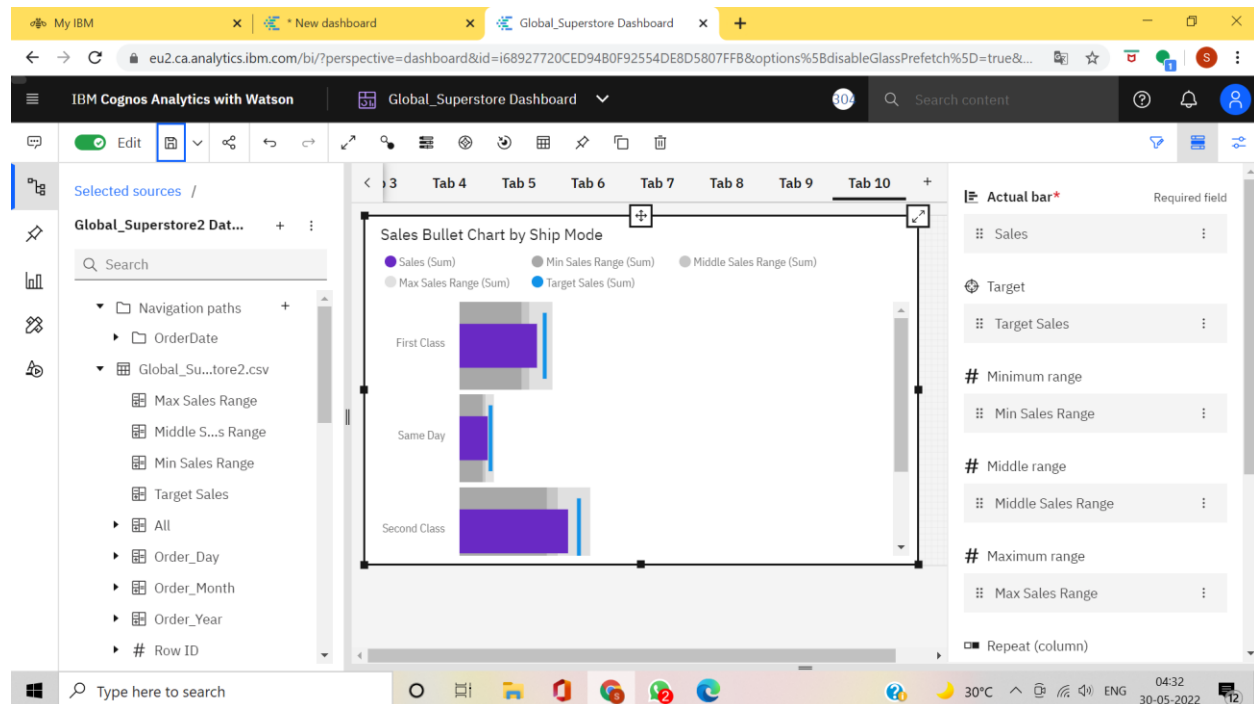 My IBM
* New dashboard
Global_Superstore Dashboard
eu2.ca.analytics.ibm.com/bi/?perspective=dashboard&id=i68927720CED94B0F92554DE8D5807FFB&options%5BdisableGlassPrefetch%5D=true&...
S
1
IBM Cognos Analytics with Watson
Global_Superstore Dashboard
304
Search content
Edit
Selected sources /
Global_Superstore2 Dat...
Search
Navigation paths
OrderDate
Global_Su...tore2.csv
Max Sales Range
Middle S...s Range
Min Sales Range
Target Sales
All
Order_Day
Order_Month
Order_Year
# Row ID
3 Tab 4 Tab 5 Tab 6 Tab 7 Tab 8 Tab 9 Tab 10 +
Sales Bullet Chart by Ship Mode
Sales (Sum) Min Sales Range (Sum) Middle Sales Range (Sum)
Max Sales Range (Sum) Target Sales (Sum)
First Class
Same Day
Second Class
Actual bar* Required field
Sales
Target
Target Sales
# Minimum range
Min Sales Range
# Middle range
Middle Sales Range
# Maximum range
Max Sales Range
Repeat (column)
Type here to search
2
30°C
ENG
04:32
30-05-2022
12